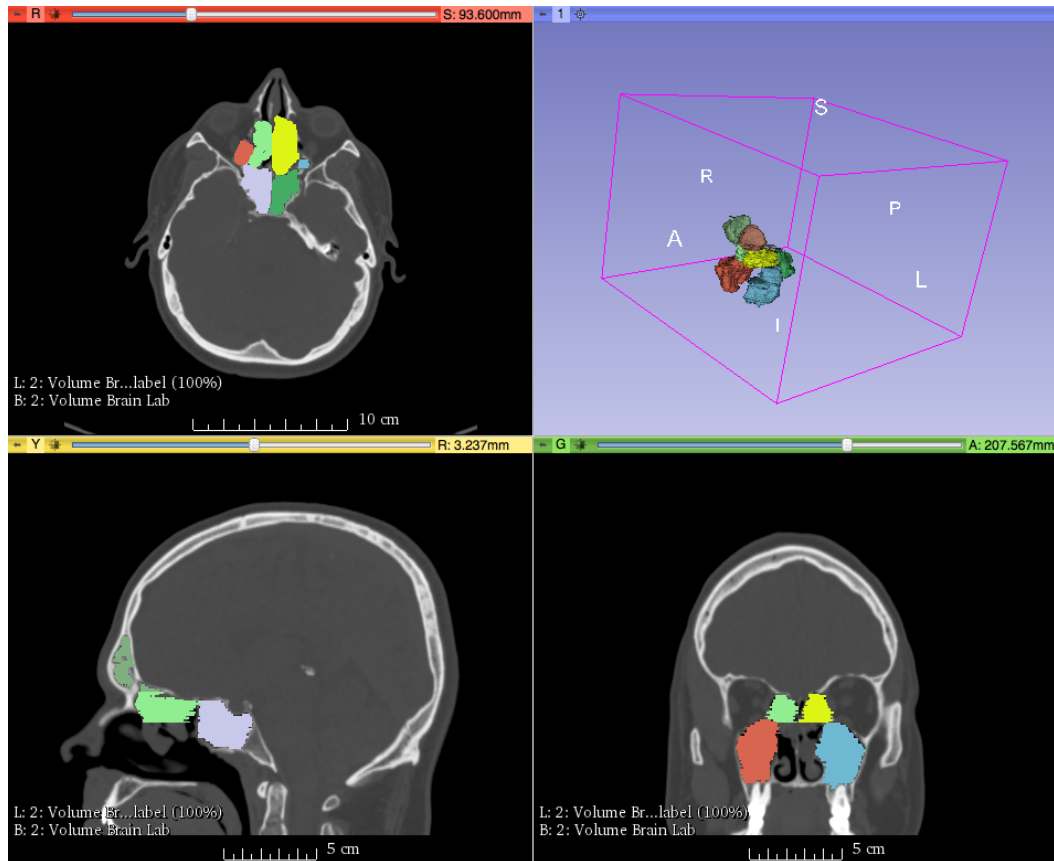 R S: 93.600mm
1
L: 2: Volume Br...label (100%)
B: 2: Volume Brain Lab
10 cm
S
R
P
A
L
I
Y R: 3.237mm
G A: 207.567mm
L: 2: Volume Br...label (100%)
B: 2: Volume Brain Lab
5 cm
L: 2: Volume Br...label (100%)
B: 2: Volume Brain Lab
5 cm